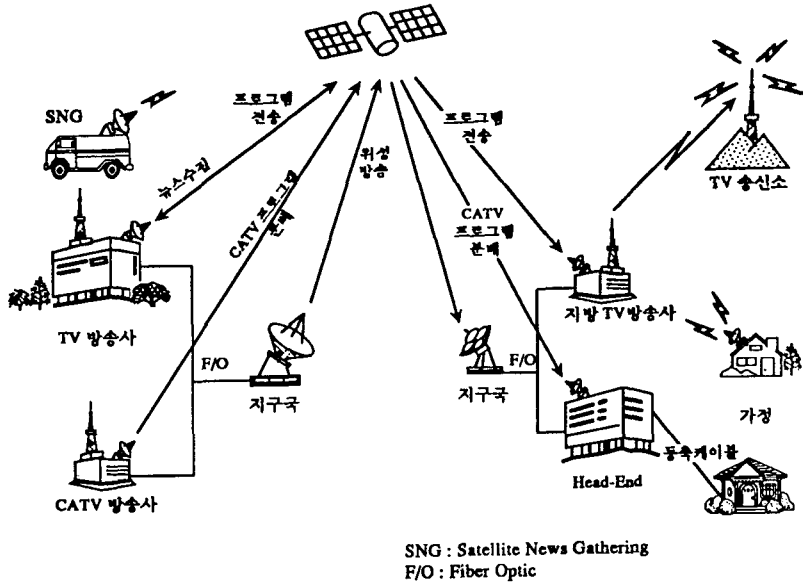 SNG
프로그램
전송
뉴스수집
TV 방송사
CATV 프로그램
분배
위성
방송
F/O
지구국
CATV 방송사
프로그램
전송
CATV
프로그램
분배
TV 송신소
지방 TV 방송사
F/O
지구국
가정
Head-End
동축케이블
SNG : Satellite News Gathering
F/O : Fiber Optic